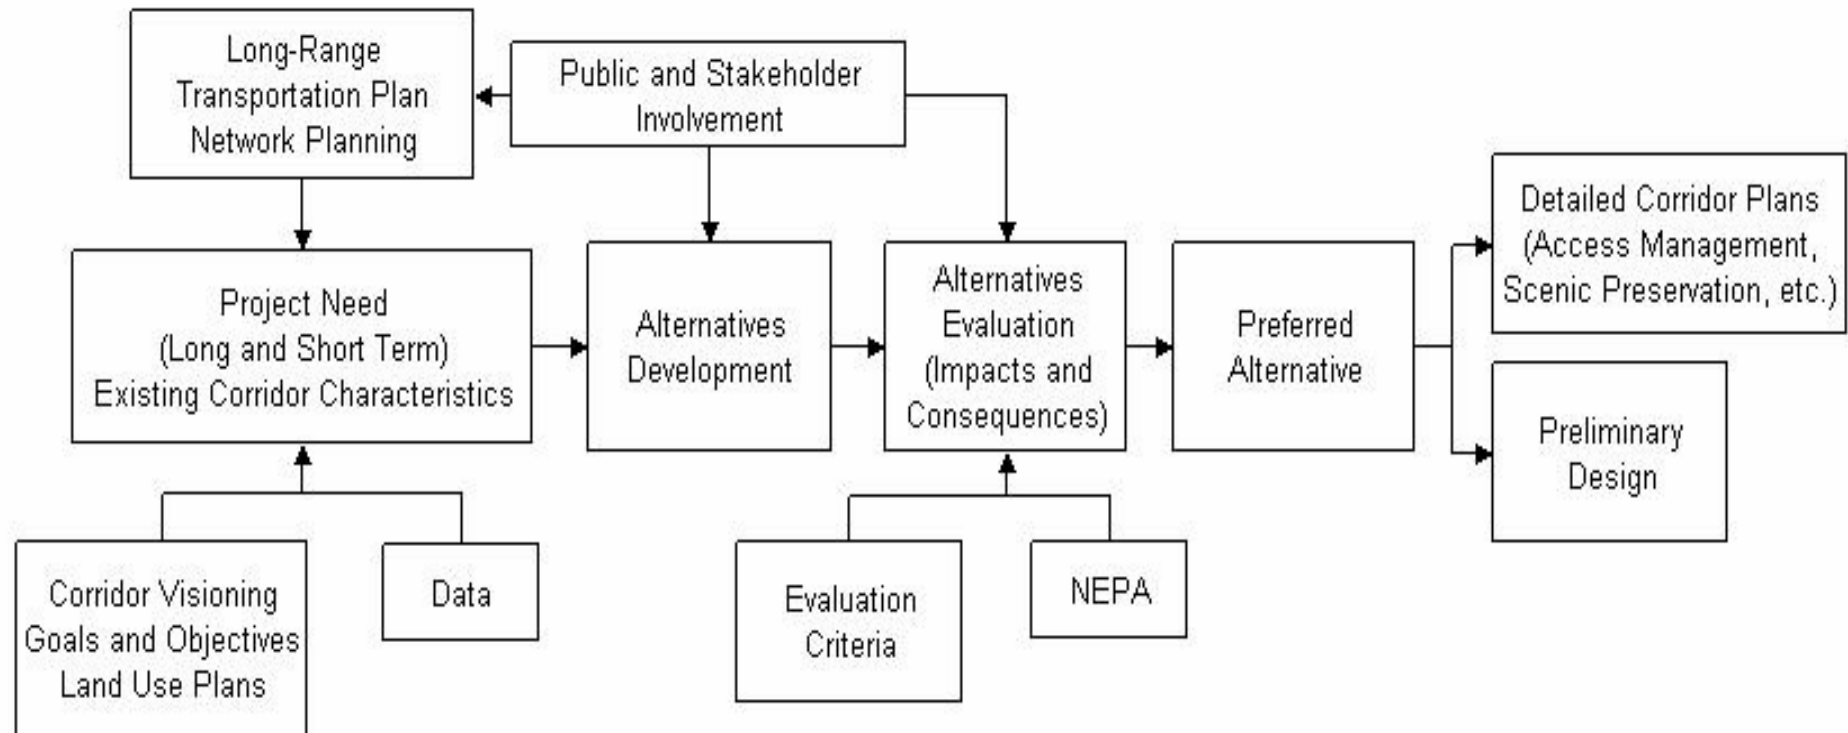 Long-Range
Transportation Plan
Network Planning
Public and Stakeholder
Involvement
Project Need
(Long and Short Term)
Existing Corridor Characteristics
Alternatives
Development
Alternatives
Evaluation
(Impacts and
Consequences)
Preferred
Alternative
Detailed Corridor Plans
(Access Management,
Scenic Preservation, etc.)
Preliminary
Design
Corridor Visioning
Goals and Objectives
Land Use Plans
Data
Evaluation
Criteria
NEPA